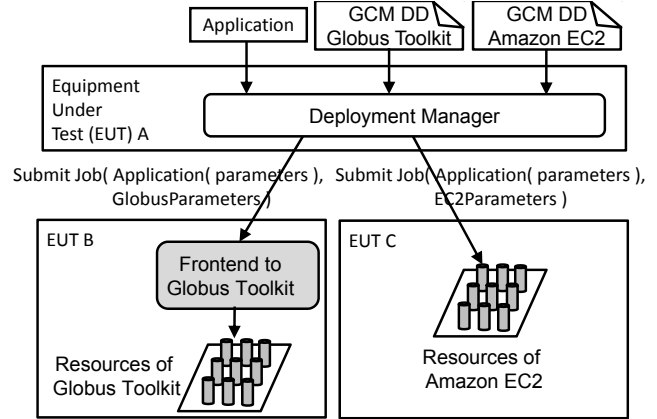 Application
GCM DD
Globus Toolkit
GCM DD
Amazon EC2
Equipment
Under
Test (EUT) A
Deployment Manager
Submit Job( Application( parameters ),
GlobusParameters )
Submit Job( Application( parameters ),
EC2Parameters )
EUT B
Frontend to
Globus Toolkit
Resources of
Globus Toolkit
EUT C
Resources of
Amazon EC2